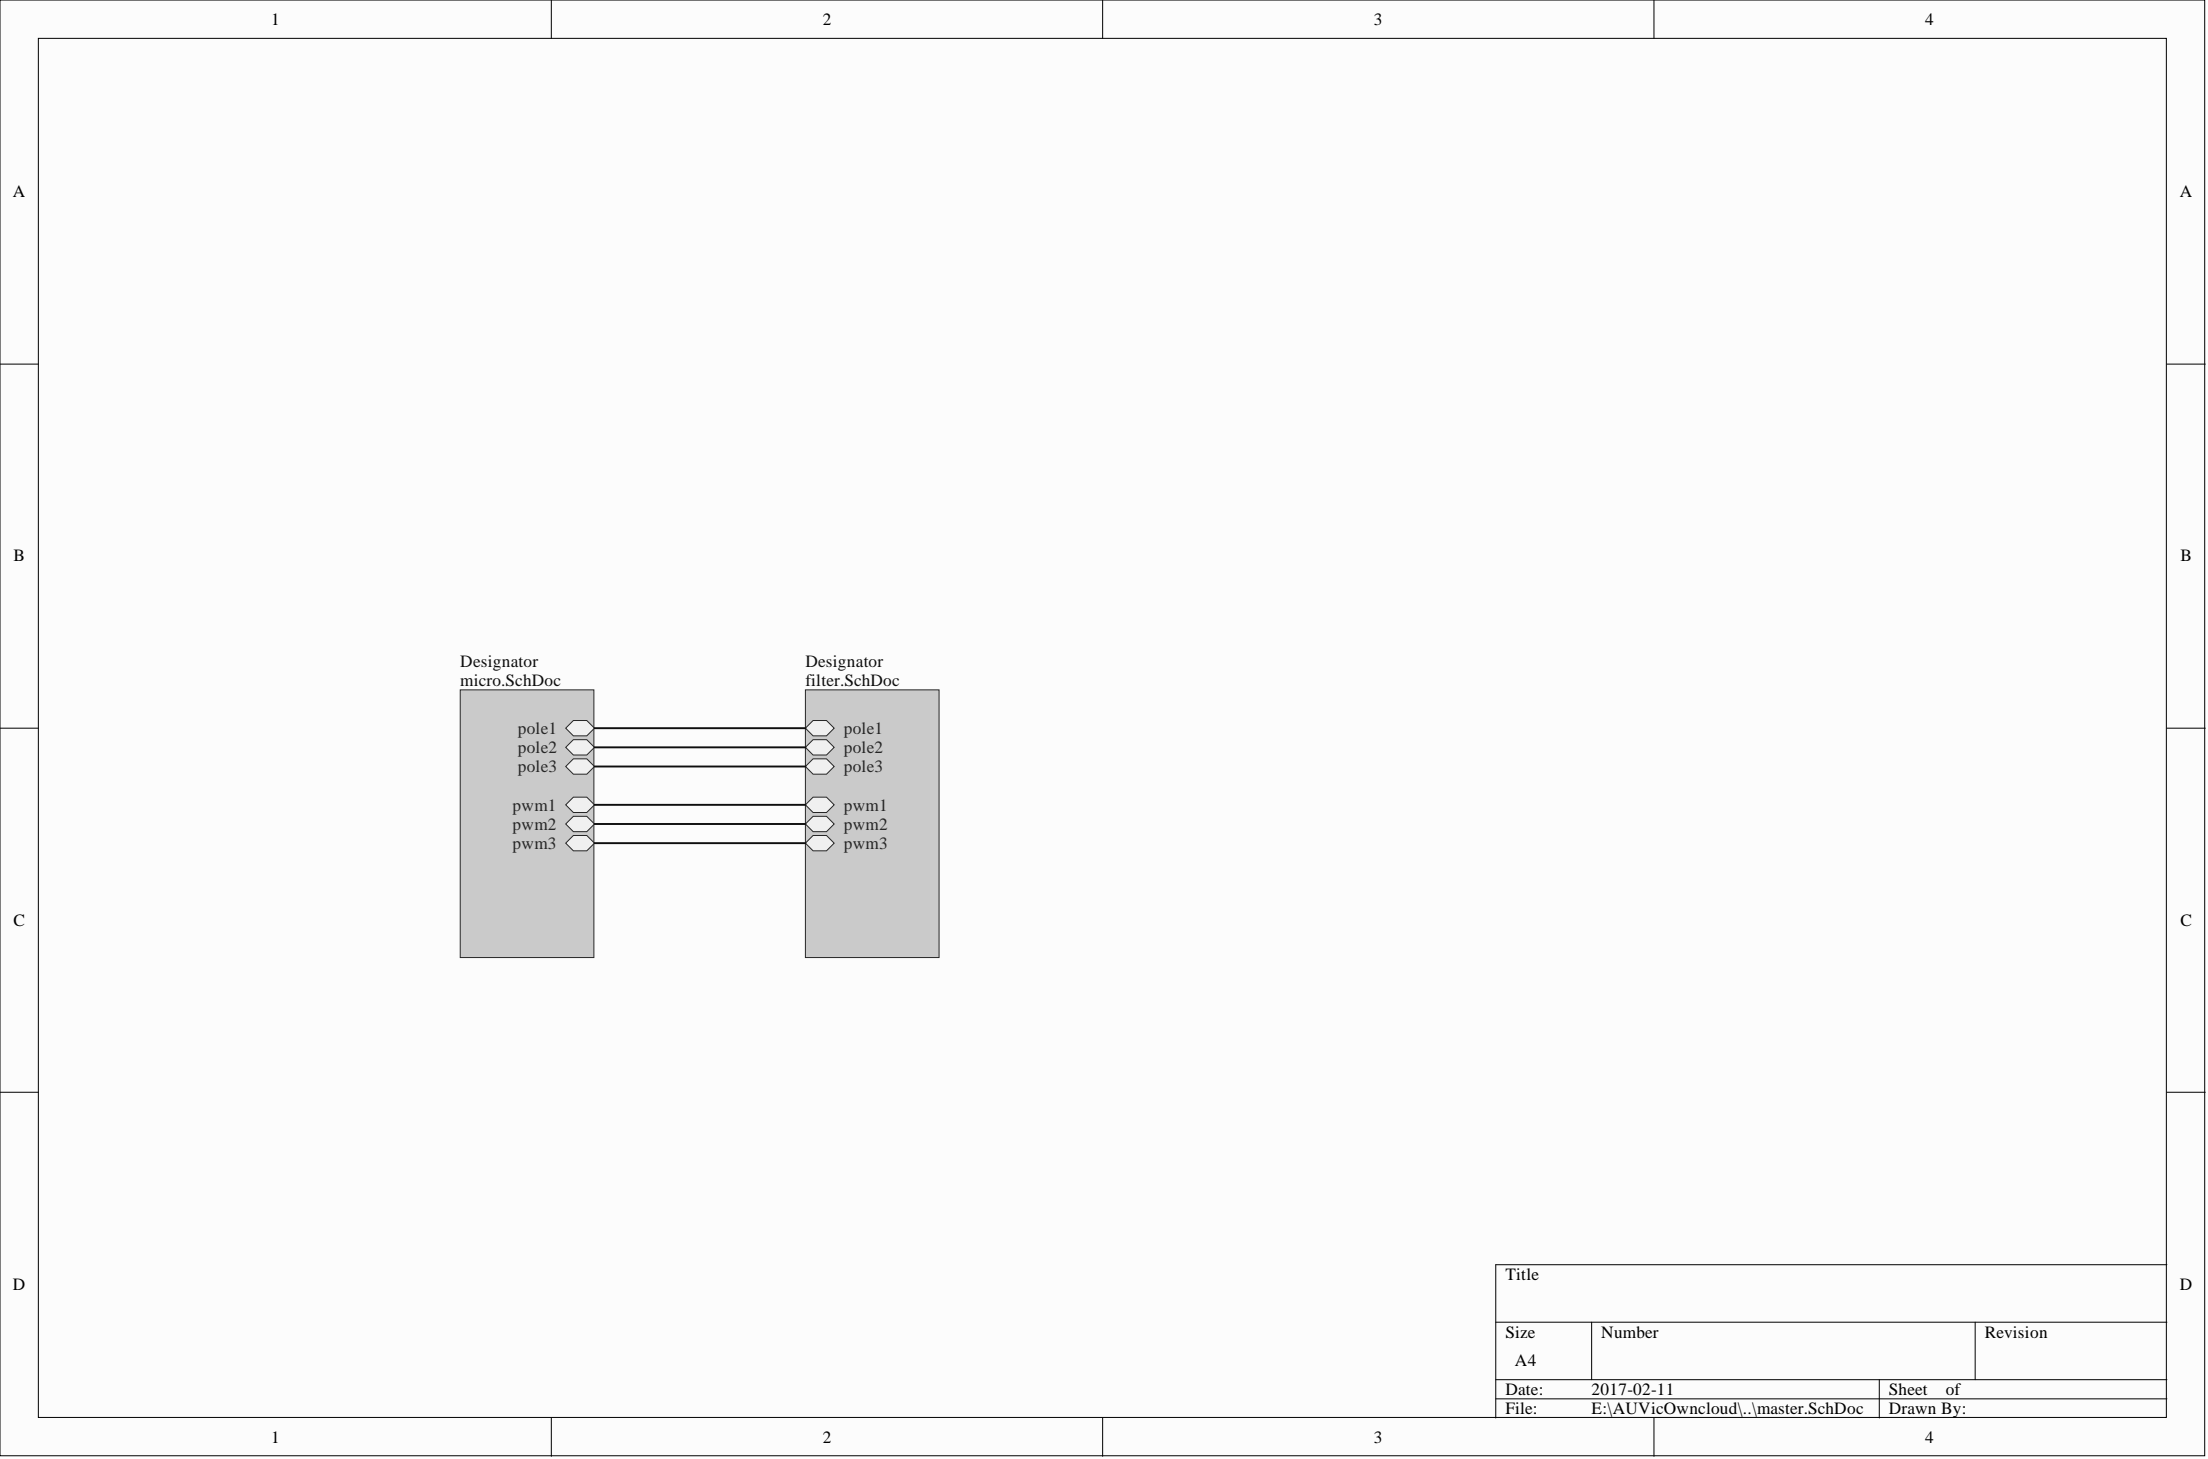 1 2 3 4
A A
B B
Designator Designator
micro.SchDoc filter.SchDoc
pole1 pole1
pole2 pole2
pole3 pole3
pwm1 pwm1
pwm2 pwm2
pwm3 pwm3
C C
Title
D D
Size Number Revision
A4
Date: 2017-02-11 Sheet of
File: E:\AUVicOwncloud\..\master.SchDoc Drawn By:
1 2 3 4